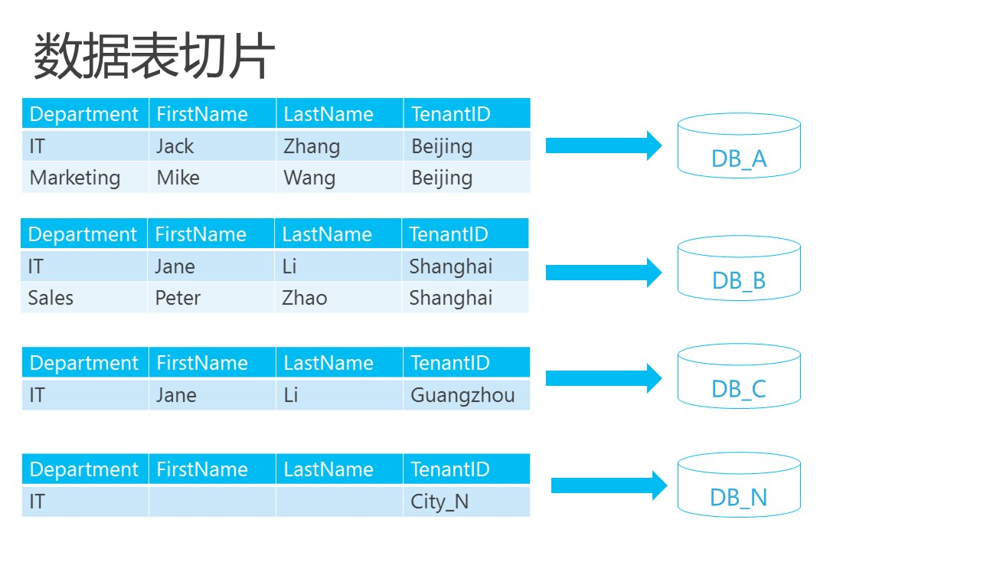 数据表切片
Department FirstName LastName TenantID
IT Jack Zhang Beijing
Marketing Mike Wang Beijing
DB_A
Department FirstName LastName TenantID
IT Jane Li Shanghai
Sales Peter Zhao Shanghai
DB_B
Department FirstName LastName TenantID
IT Jane Li Guangzhou
DB_C
Department FirstName LastName TenantID
IT City_N
DB_N